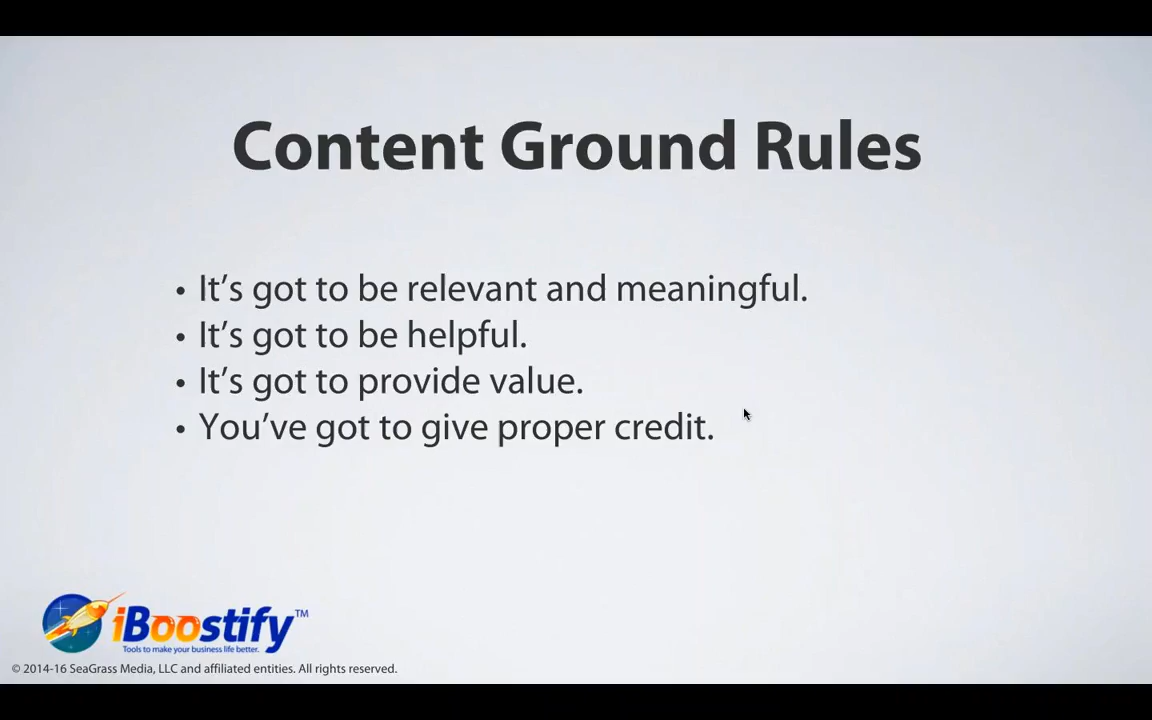 Content Ground Rules
• It’s got to be relevant and meaningful.
• It’s got to be helpful.
• It’s got to provide value.
• You’ve got to give proper credit.
iBoostify™
Tools to make your business life better.
© 2014-16 SeaGrass Media, LLC and affiliated entities. All rights reserved.